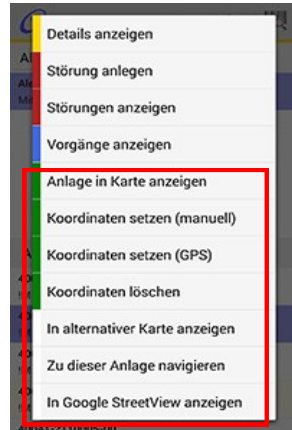 Details anzeigen
Störung anlegen
Störungen anzeigen
Vorgänge anzeigen
Anlage in Karte anzeigen
Koordinaten setzen (manuell)
Koordinaten setzen (GPS)
Koordinaten löschen
In alternativer Karte anzeigen
Zu dieser Anlage navigieren
In Google StreetView anzeigen